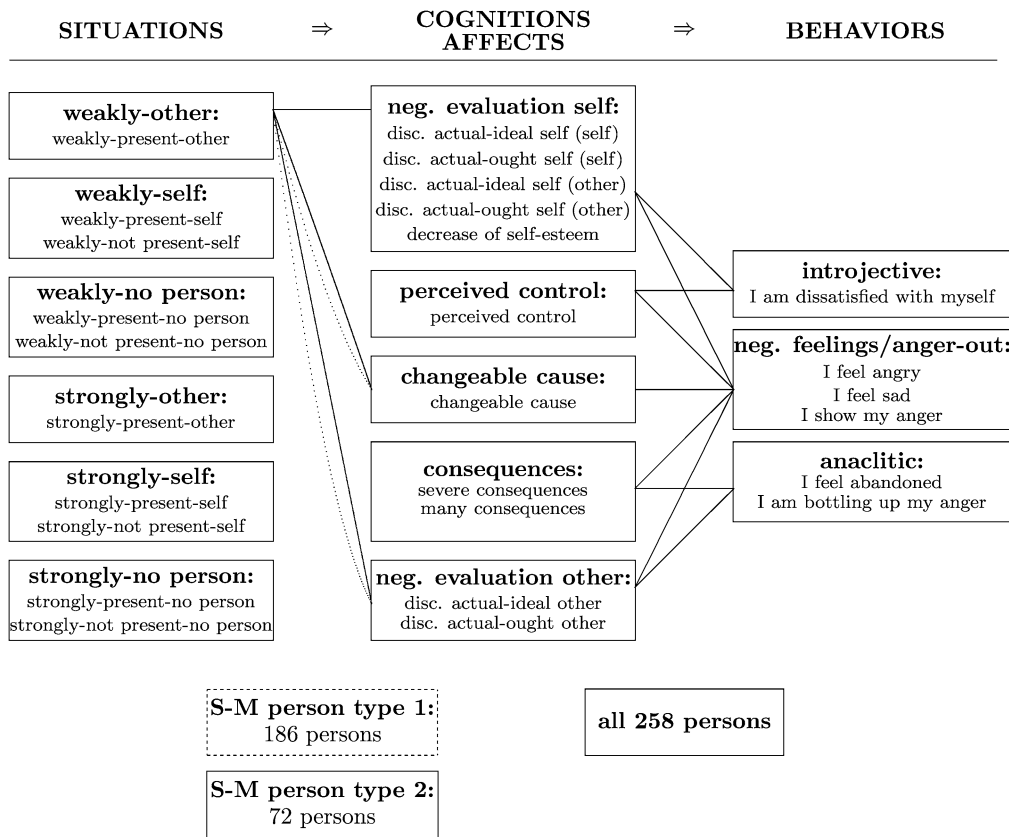 SITUATIONS ⇒ COGNITIONS AFFECTS ⇒ BEHAVIORS
weakly-other:
weakly-present-other
weakly-self:
weakly-present-self
weakly-not present-self
weakly-no person:
weakly-present-no person
weakly-not present-no person
strongly-other:
strongly-present-other
strongly-self:
strongly-present-self
strongly-not present-self
strongly-no person:
strongly-present-no person
strongly-not present-no person
neg. evaluation self:
disc. actual-ideal self (self)
disc. actual-ought self (self)
disc. actual-ideal self (other)
disc. actual-ought self (other)
decrease of self-esteem
perceived control:
perceived control
changeable cause:
changeable cause
consequences:
severe consequences
many consequences
neg. evaluation other:
disc. actual-ideal other
disc. actual-ought other
introjective:
I am dissatisfied with myself
neg. feelings/anger-out:
I feel angry
I feel sad
I show my anger
anaclitic:
I feel abandoned
I am bottling up my anger
S-M person type 1:
186 persons
S-M person type 2:
72 persons
all 258 persons